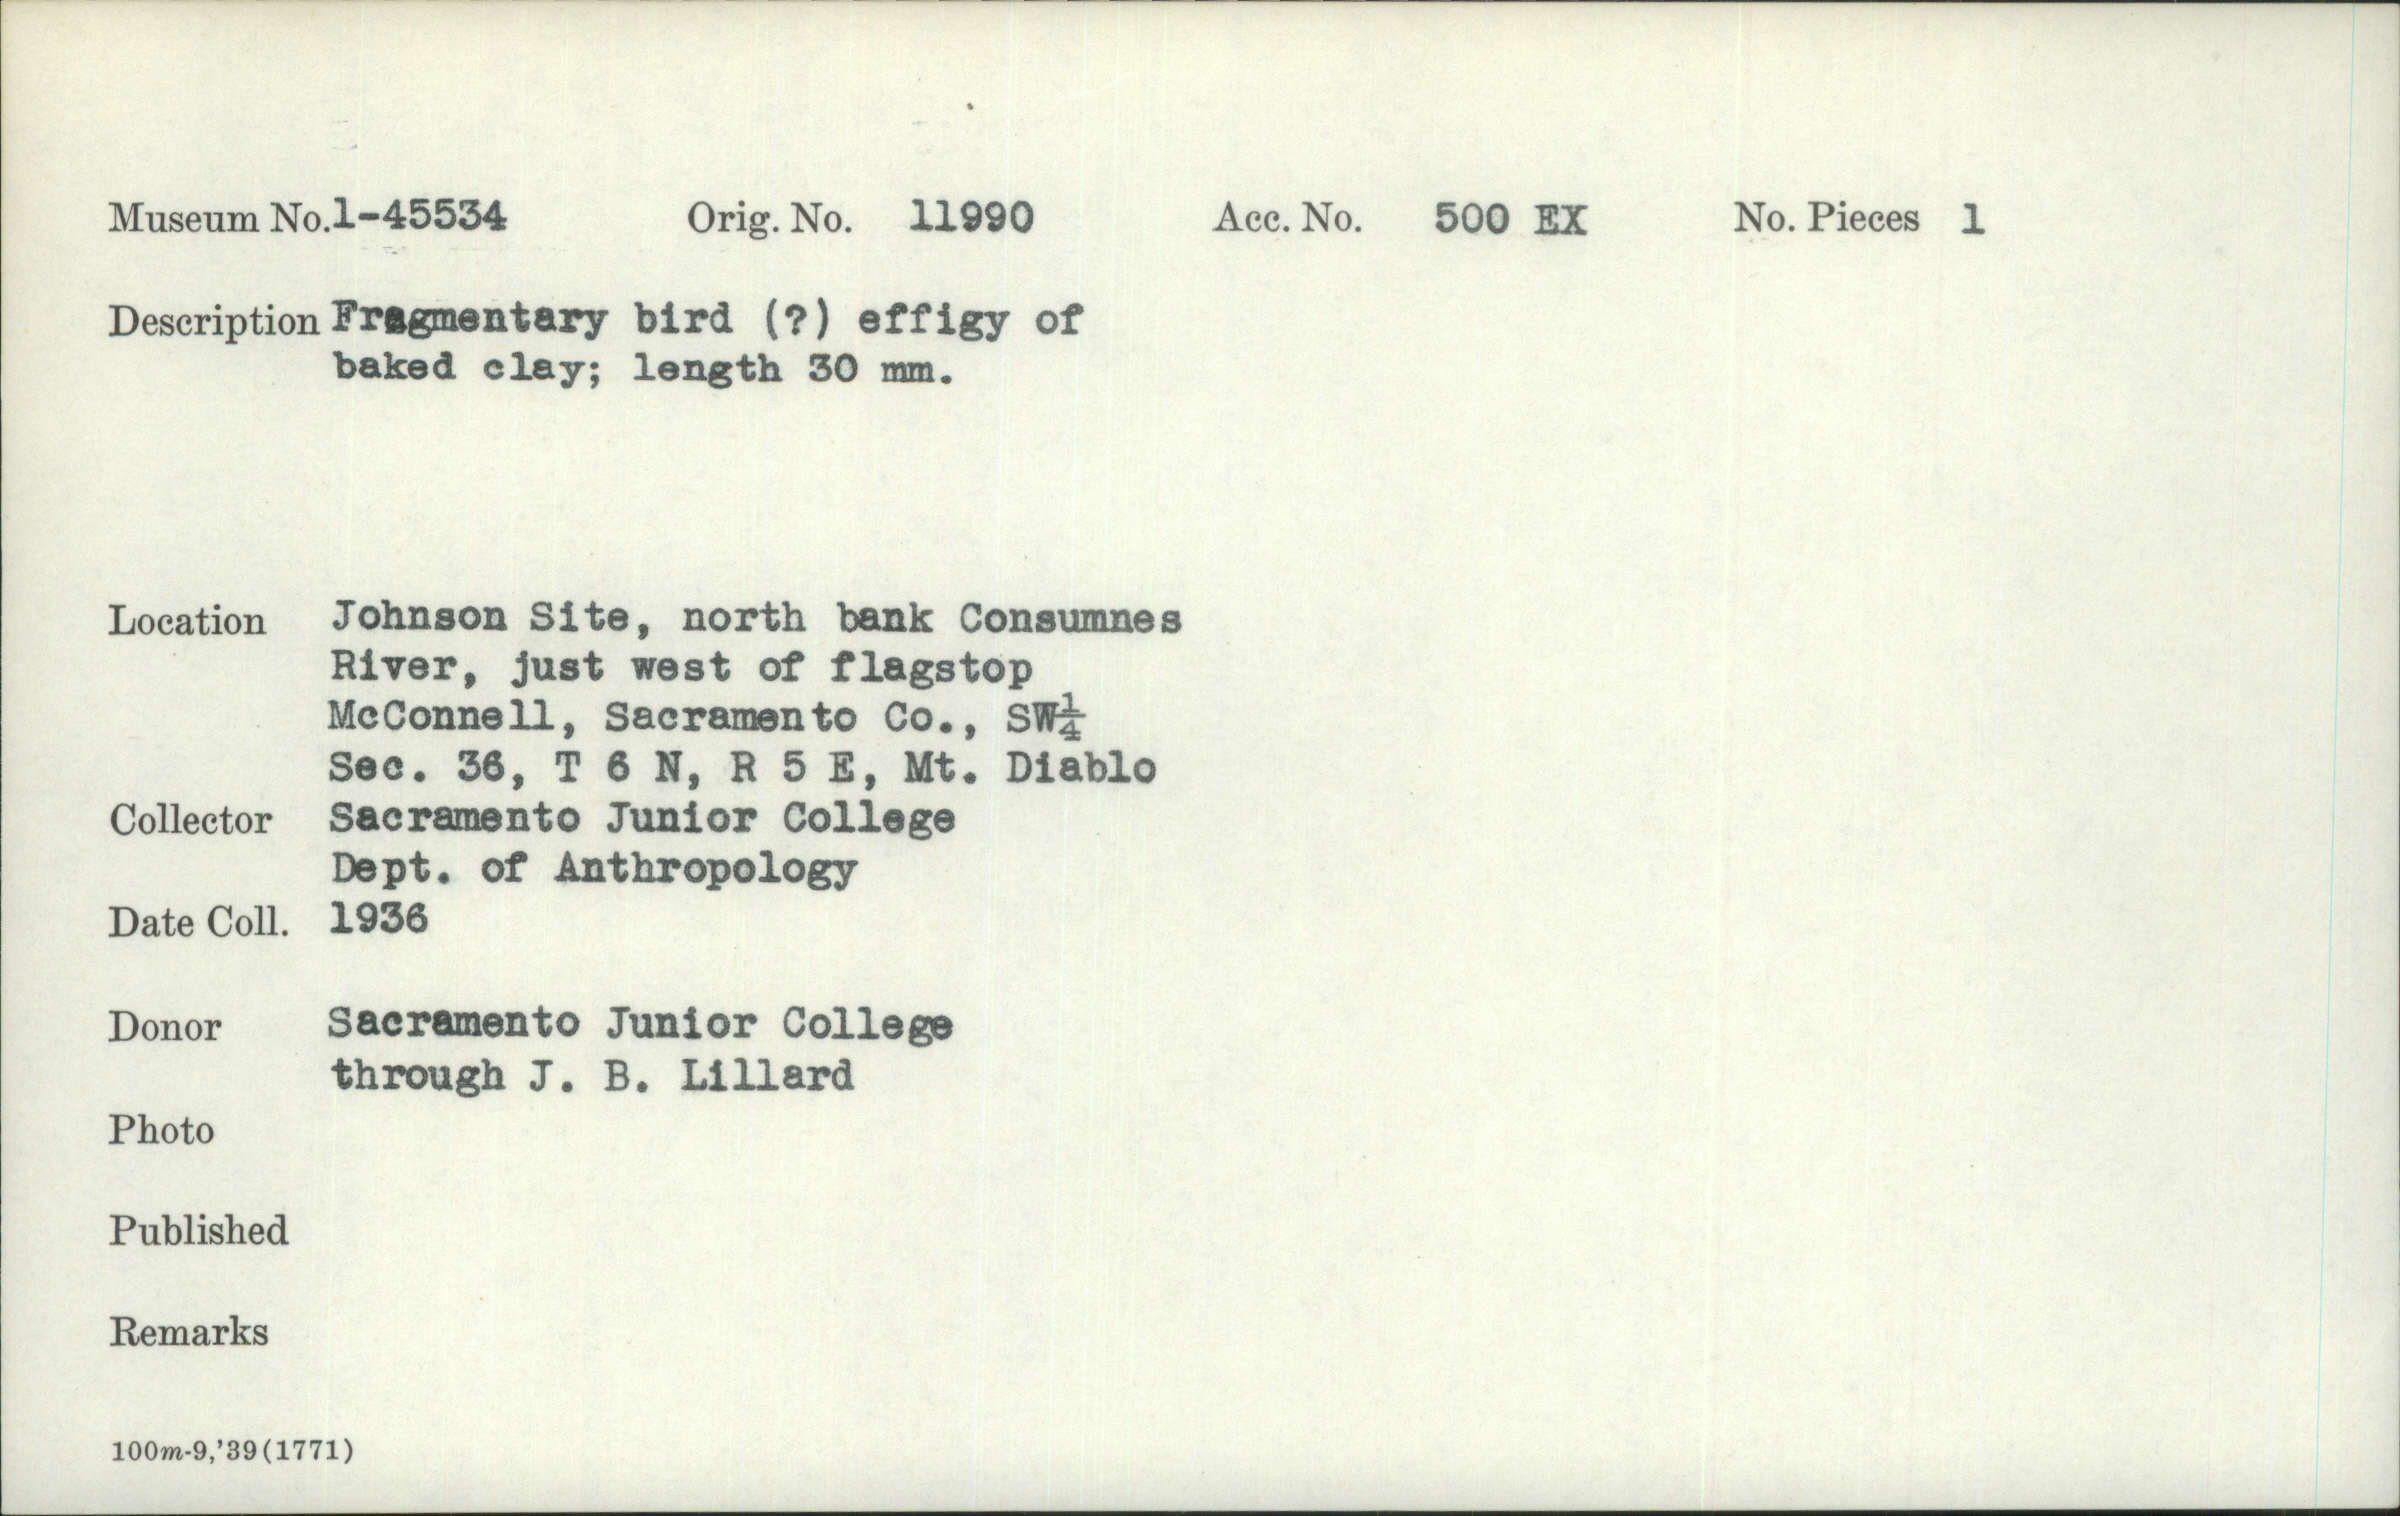 Museum No. 1-45534 Orig. No. 11990 Acc. No. 500 EX No. Pieces 1
Description Fragmentary bird (?) effigy of
baked clay; length 30 mm.
Location Johnson Site, north bank Consumnes
River, just west of flagstop
McConnell, Sacramento Co., SW¼
Sec. 36, T 6 N, R 5 E, Mt. Diablo
Collector Sacramento Junior College
Dept. of Anthropology
Date Coll. 1936
Donor Sacramento Junior College
through J. B. Lillard
Photo
Published
Remarks
100m-9,'39(1771)